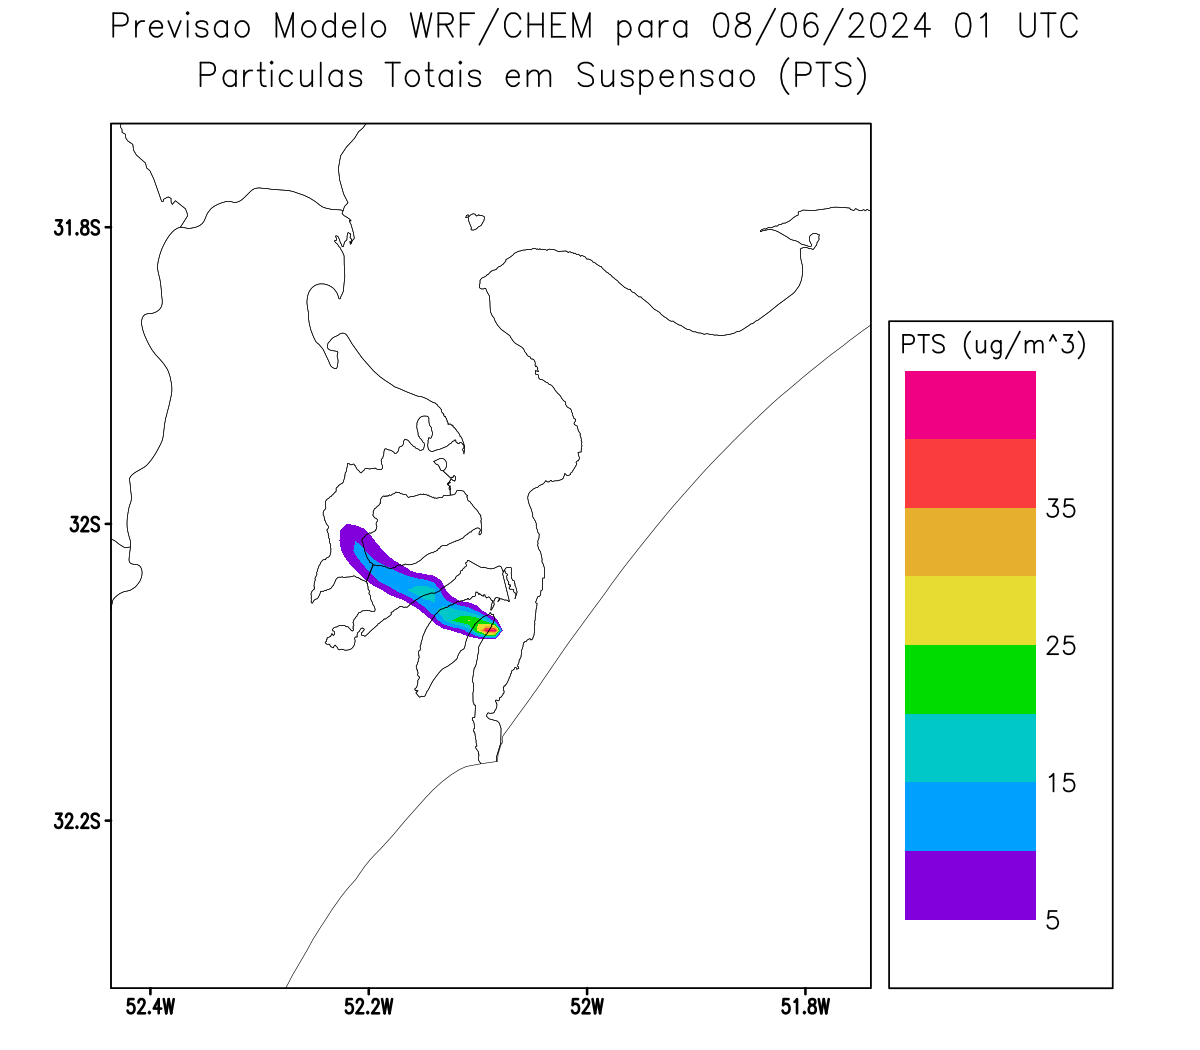 Previsao Modelo WRF/CHEM para 08/06/2024 01 UTC
Particulas Totais em Suspensao (PTS)
31.8S
32S
32.2S
52.4W
52.2W
52W
51.8W
PTS (ug/m^3)
35
25
15
5